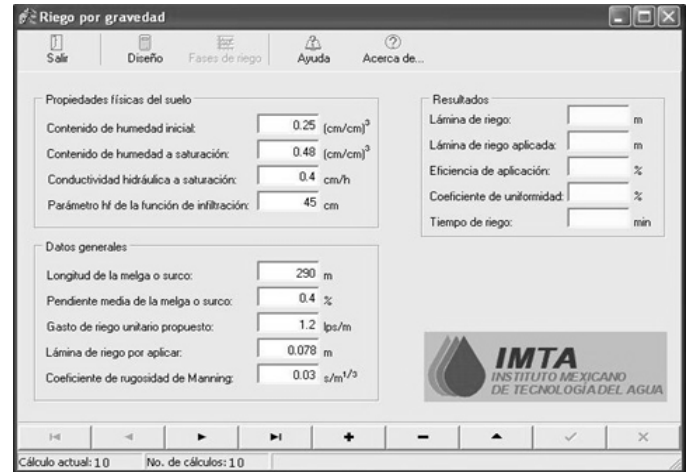 Riego por gravedad
Salir Diseño Fases de riego Ayuda Acerca de...
Propiedades físicas del suelo
Contenido de humedad inicial: 0.25 (cm/cm)³
Contenido de humedad a saturación: 0.48 (cm/cm)³
Conductividad hidráulica a saturación: 0.4 cm/h
Parámetro hf de la función de infiltración: 45 cm
Datos generales
Longitud de la melga o surco: 290 m
Pendiente media de la melga o surco: 0.4 %
Gasto de riego unitario propuesto: 1.2 lps/m
Lámina de riego por aplicar: 0.078 m
Coeficiente de rugosidad de Manning: 0.03 s/m¹/³
Resultados
Lámina de riego: m
Lámina de riego aplicada: m
Eficiencia de aplicación: %
Coeficiente de uniformidad: %
Tiempo de riego: min
IMTA
INSTITUTO MEXICANO
DE TECNOLOGÍA DEL AGUA
Cálculo actual: 10 No. de cálculos: 10